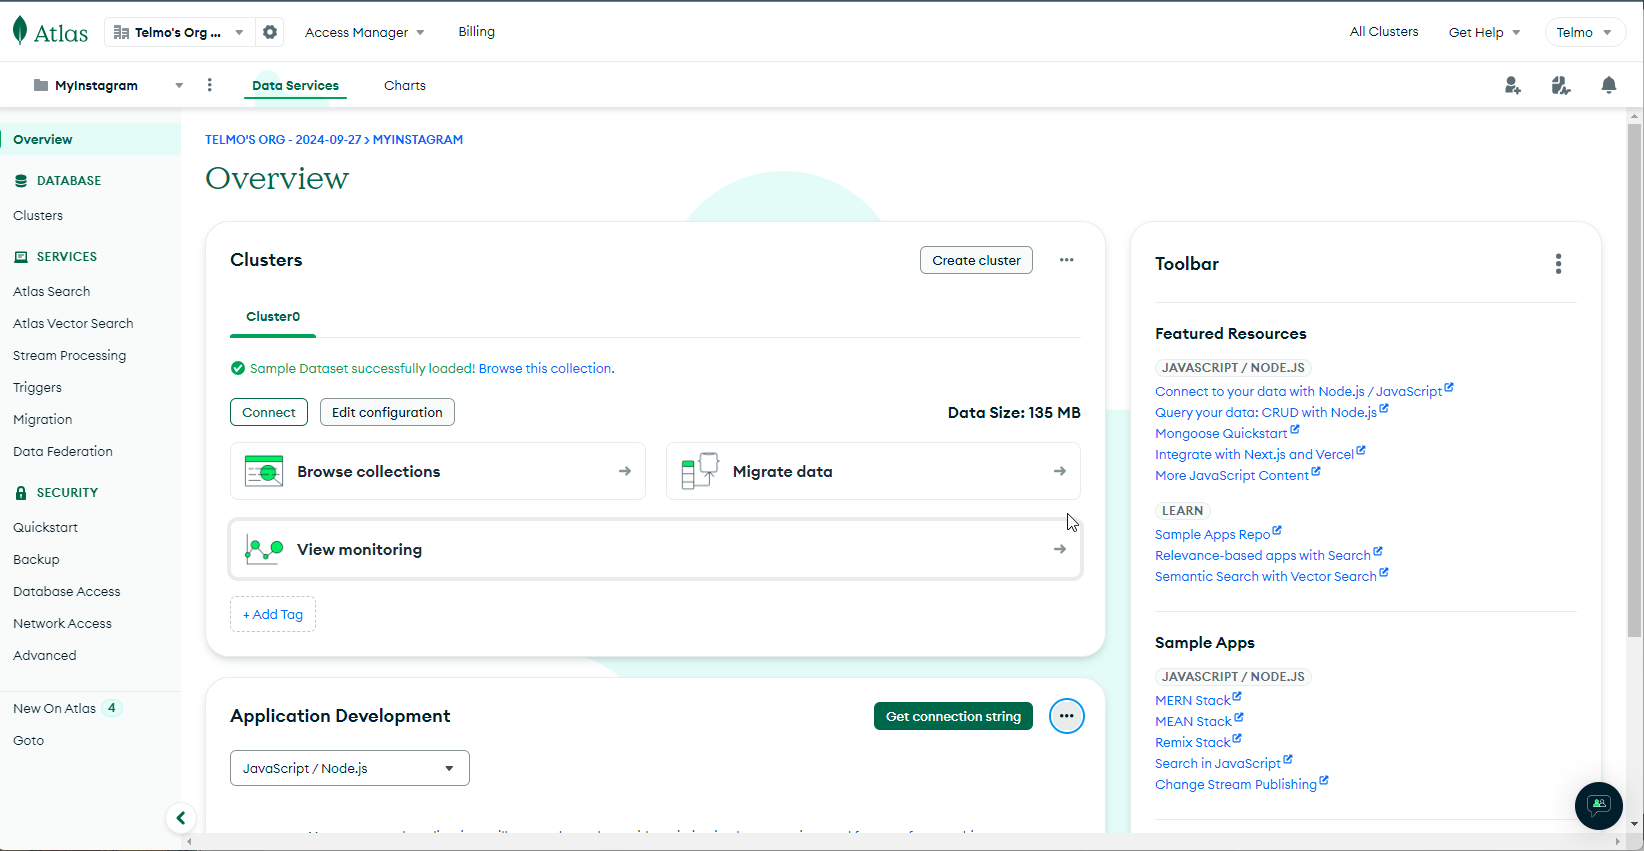 Atlas
Telmo's Org ...
Access Manager
Billing
All Clusters
Get Help
Telmo
MyInstagram
Data Services
Charts
Overview
DATABASE
Clusters
SERVICES
Atlas Search
Atlas Vector Search
Stream Processing
Triggers
Migration
Data Federation
SECURITY
Quickstart
Backup
Database Access
Network Access
Advanced
New On Atlas 4
Goto
TELMO'S ORG - 2024-09-27 > MYINSTAGRAM
Overview
Clusters
Create cluster
Cluster0
Sample Dataset successfully loaded! Browse this collection.
Connect
Edit configuration
Data Size: 135 MB
Browse collections
Migrate data
View monitoring
+ Add Tag
Application Development
Get connection string
JavaScript / Node.js
Toolbar
Featured Resources
JAVASCRIPT / NODE.JS
Connect to your data with Node.js / JavaScript
Query your data: CRUD with Node.js
Mongoose Quickstart
Integrate with Next.js and Vercel
More JavaScript Content
LEARN
Sample Apps Repo
Relevance-based apps with Search
Semantic Search with Vector Search
Sample Apps
JAVASCRIPT / NODE.JS
MERN Stack
MEAN Stack
Remix Stack
Search in JavaScript
Change Stream Publishing